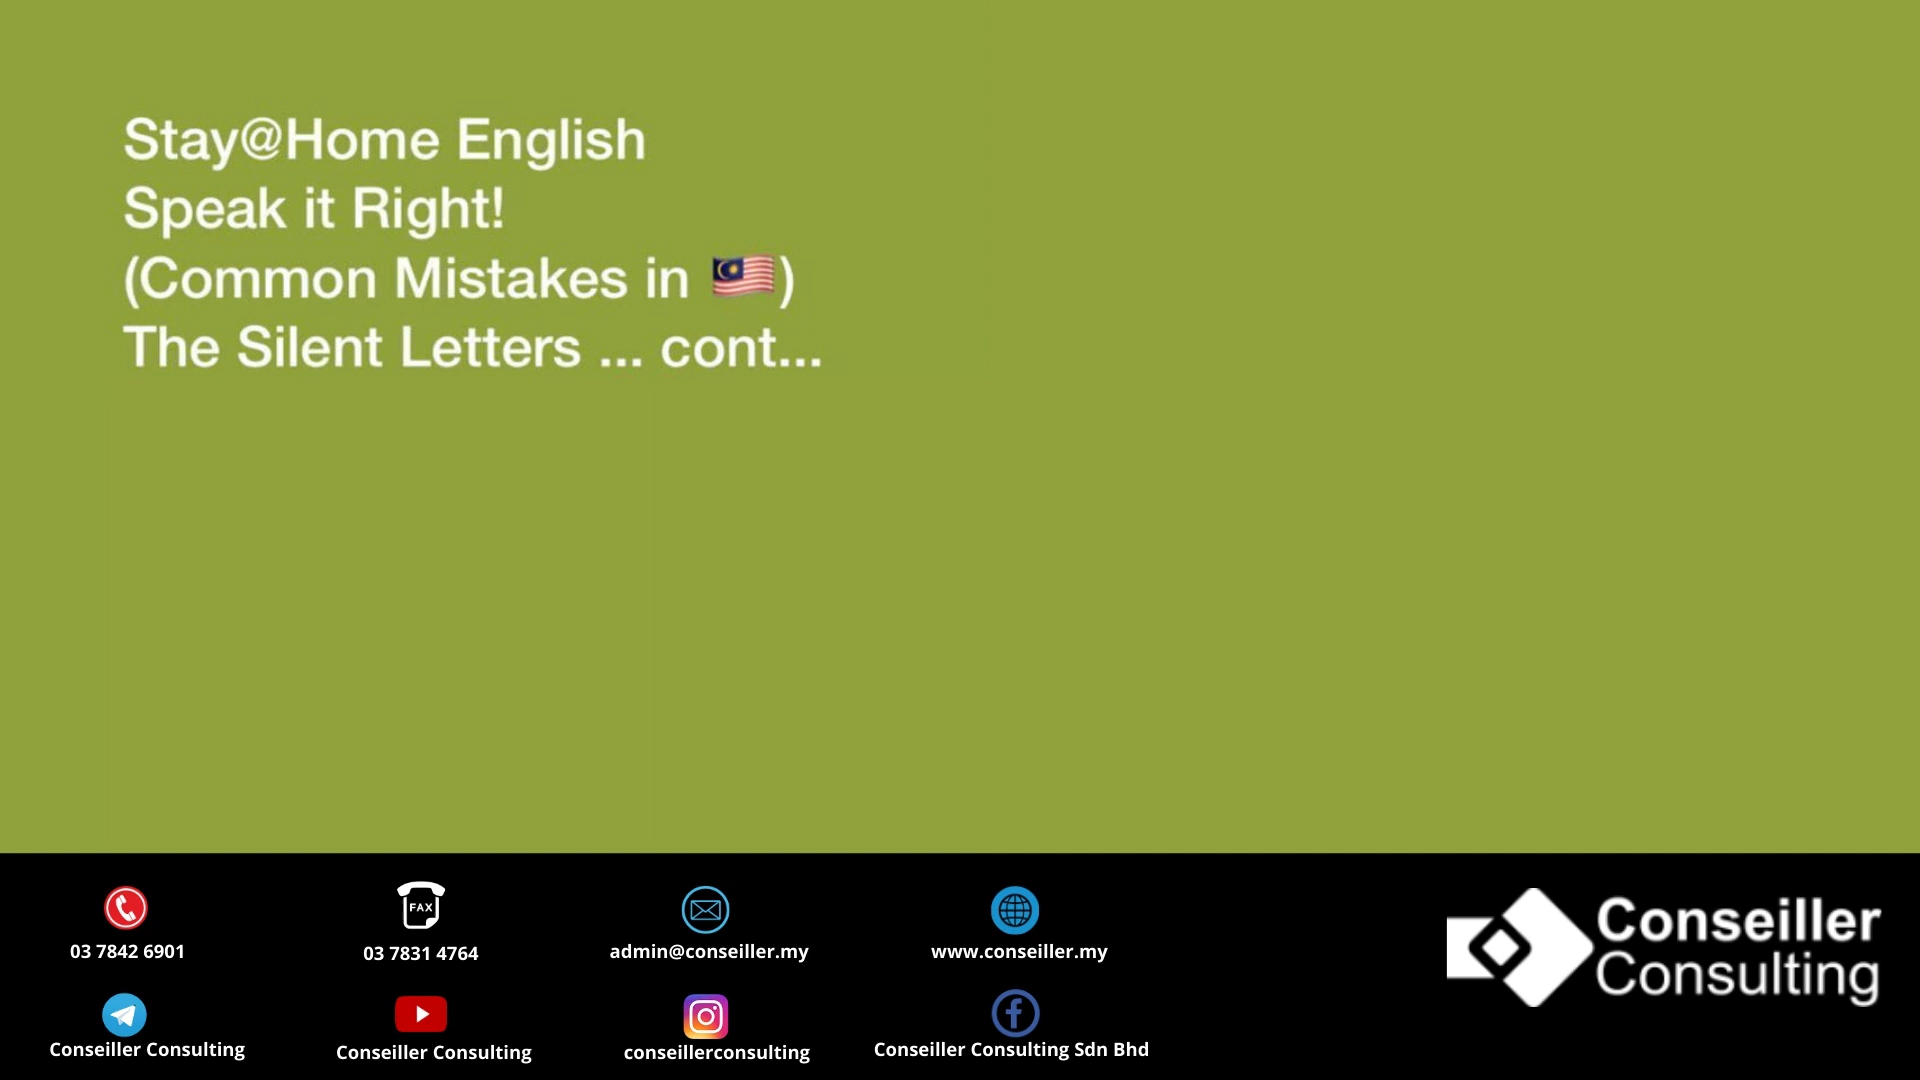 Stay@Home English
Speak it Right!
(Common Mistakes in 🇲🇾)
The Silent Letters ... cont...
FAX
03 7842 6901
03 7831 4764
admin@conseiller.my
www.conseiller.my
Conseiller Consulting
Conseiller Consulting
conseillerconsulting
Conseiller Consulting Sdn Bhd
Conseiller
Consulting